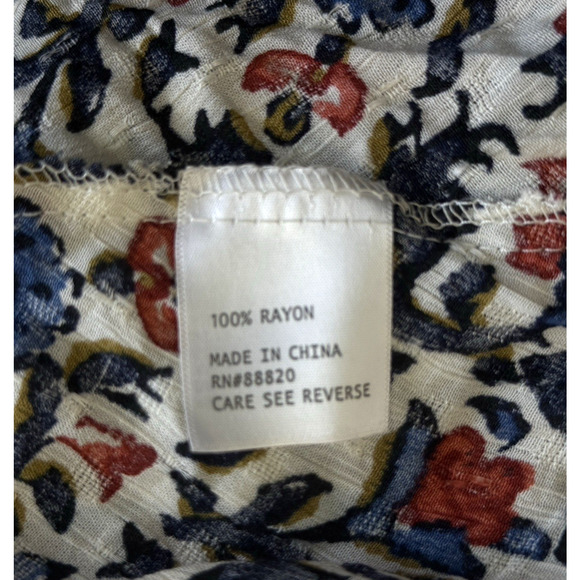 100% RAYON
MADE IN CHINA
RN#88820
CARE SEE REVERSE